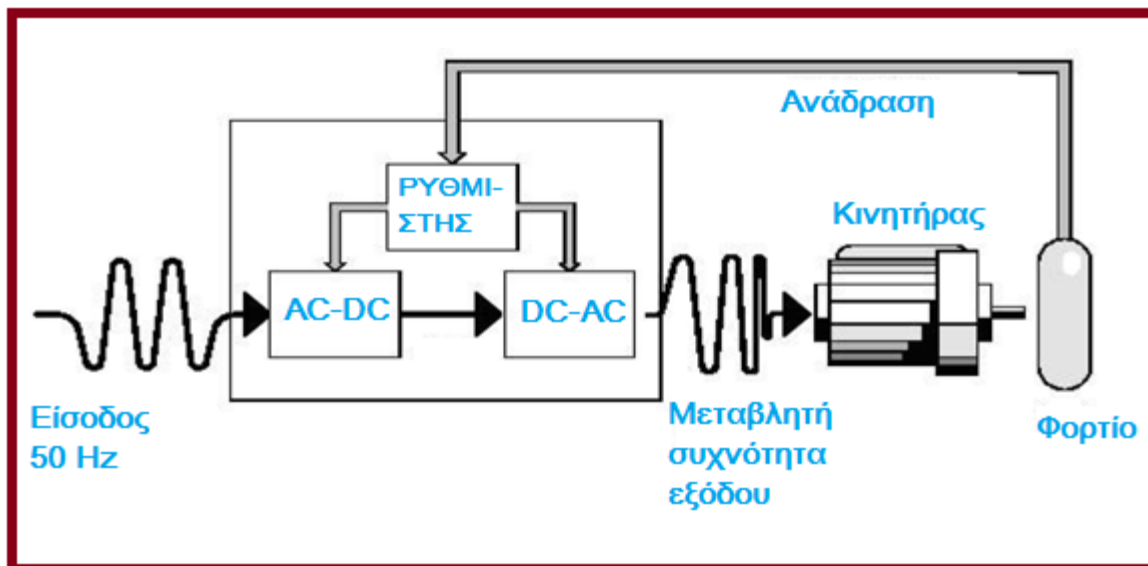 Ανάδραση
ΡΥΘΜΙ-
ΣΤΗΣ
Κινητήρας
AC-DC
DC-AC
Είσοδος
50 Hz
Μεταβλητή
συχνότητα
εξόδου
Φορτίο